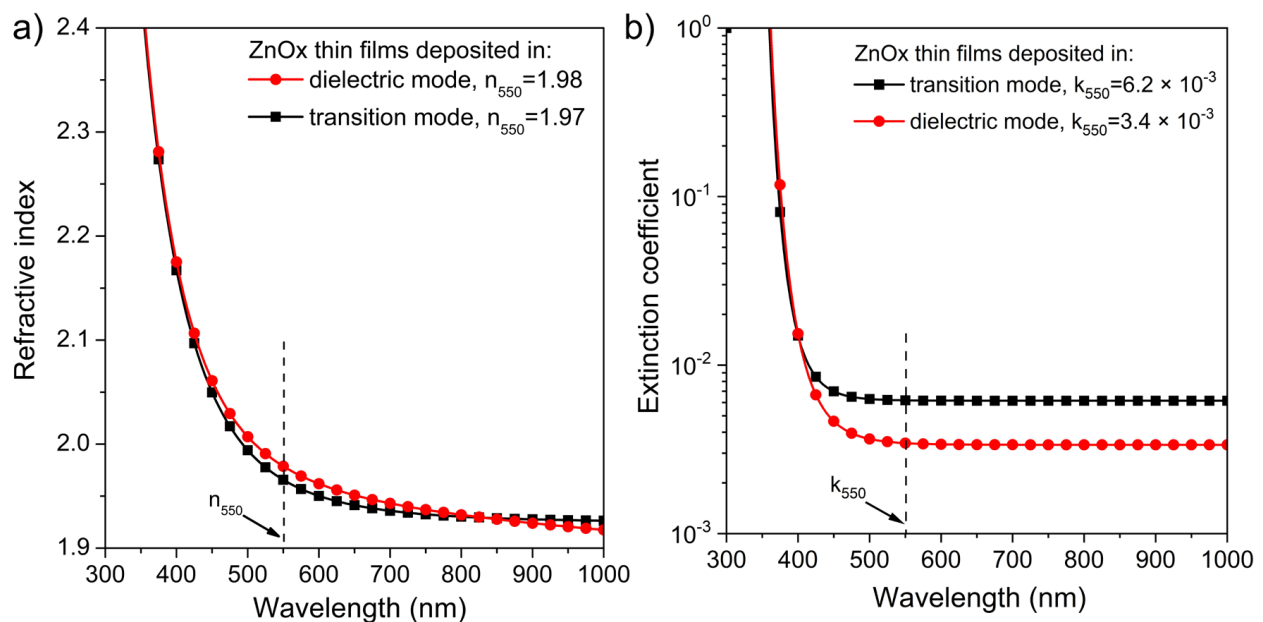 a)
2.4
2.3
2.2
2.1
2.0
1.9
Refractive index
ZnOx thin films deposited in:
dielectric mode, n₅₅₀=1.98
transition mode, n₅₅₀=1.97
n₅₅₀
300 400 500 600 700 800 900 1000
Wavelength (nm)
b)
10⁰
10⁻¹
10⁻²
10⁻³
Extinction coefficient
ZnOx thin films deposited in:
transition mode, k₅₅₀=6.2 × 10⁻³
dielectric mode, k₅₅₀=3.4 × 10⁻³
k₅₅₀
300 400 500 600 700 800 900 1000
Wavelength (nm)